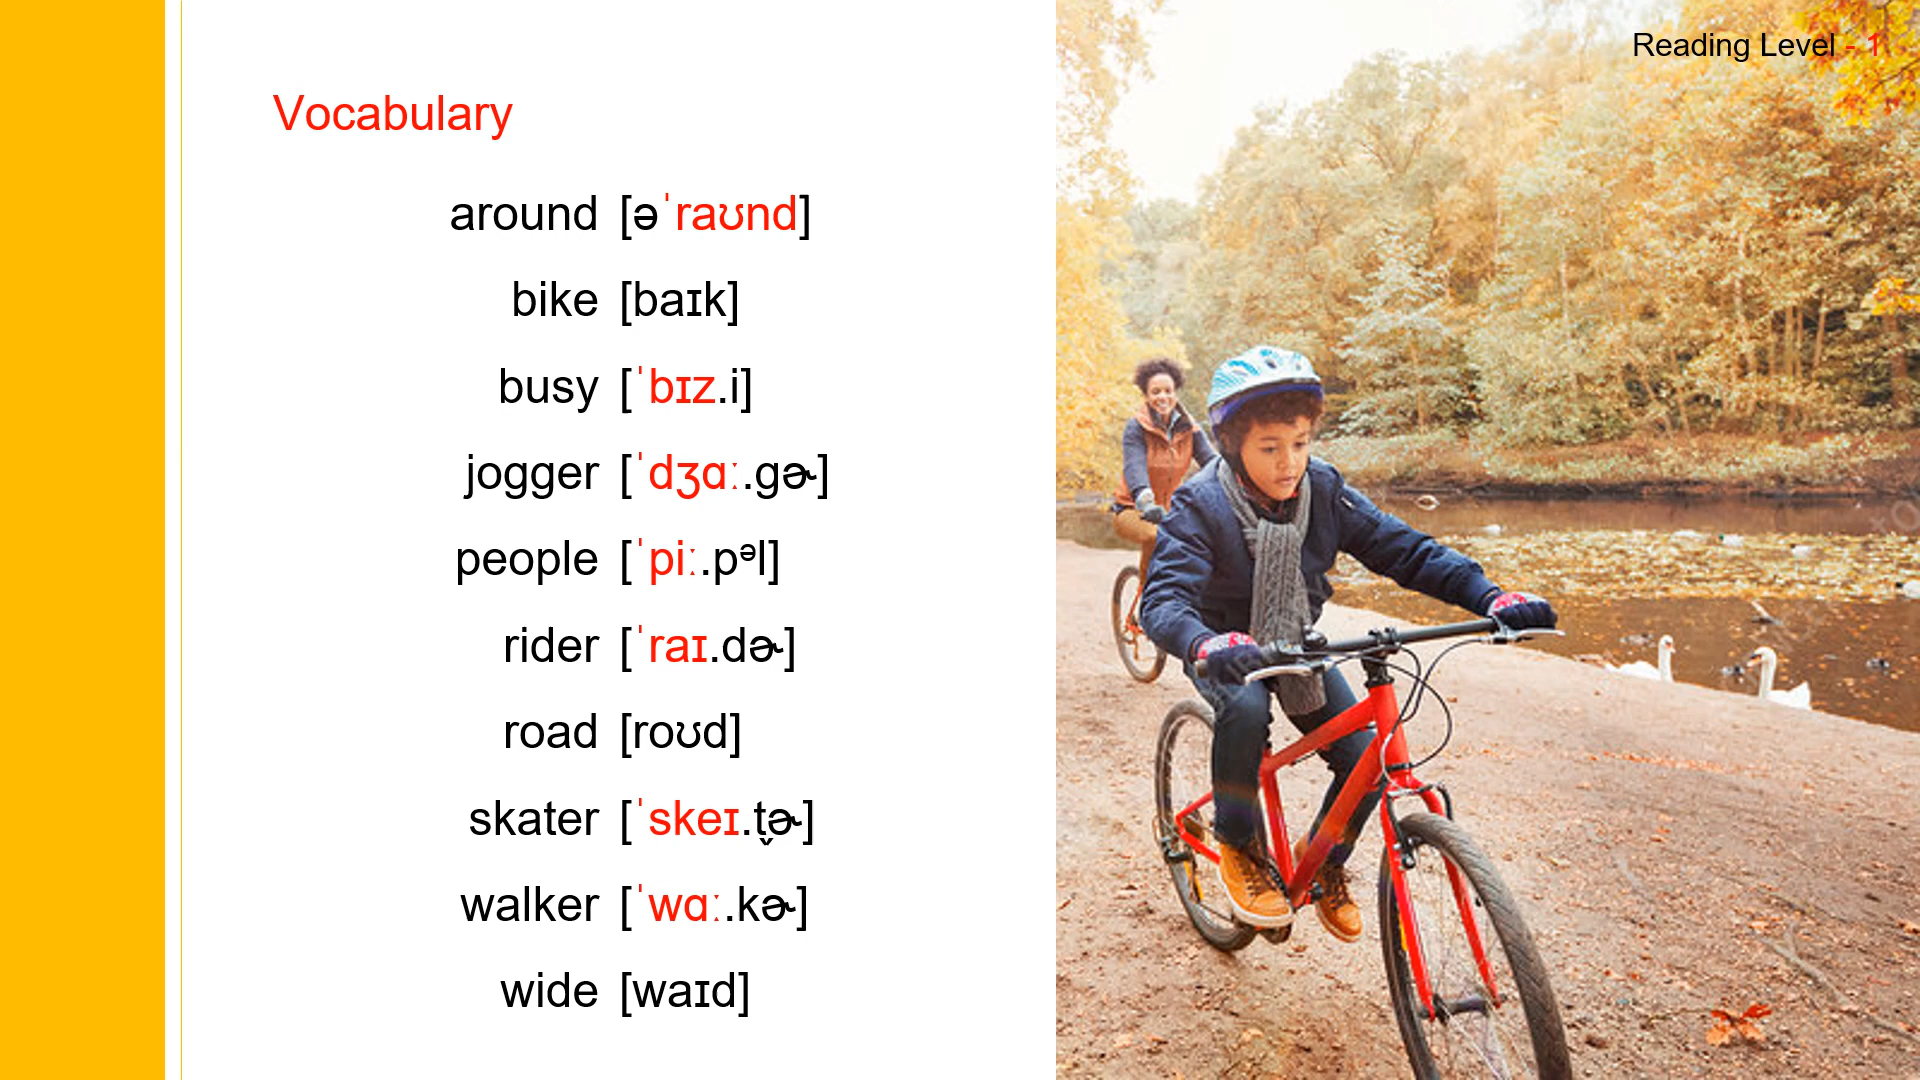 Reading Level - 1
Vocabulary
around [əˈraʊnd]
bike [baɪk]
busy [ˈbɪz.i]
jogger [ˈdʒɑː.gɚ]
people [ˈpiː.pᵊl]
rider [ˈraɪ.dɚ]
road [roʊd]
skater [ˈskeɪ.t̬ɚ]
walker [ˈwɑː.kɚ]
wide [waɪd]